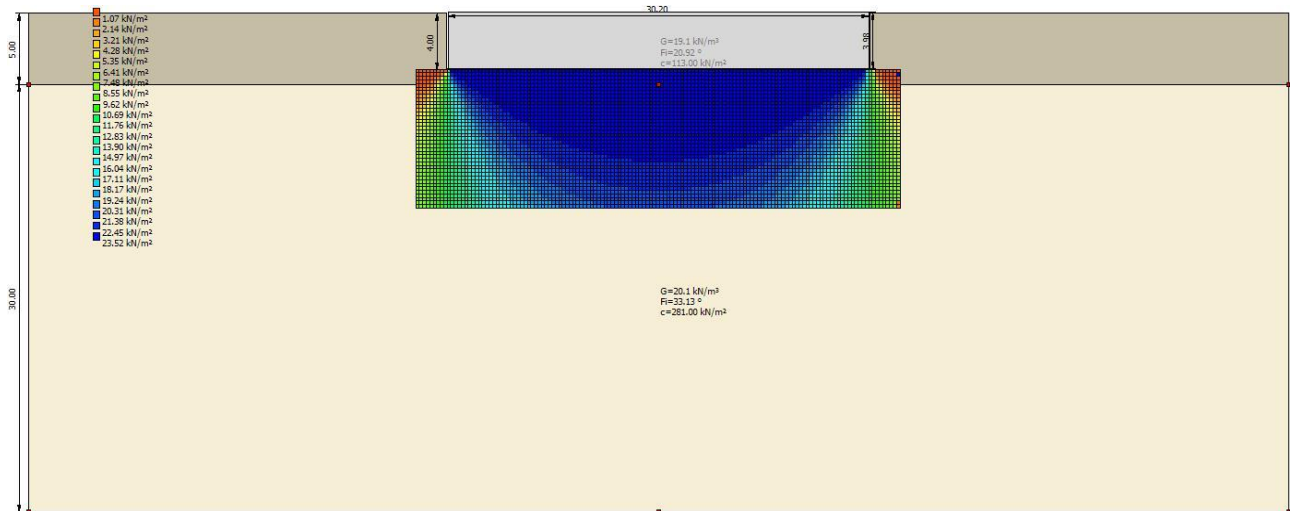 30.20
5.00
4.00
3.98
1.07 kN/m²
2.14 kN/m²
3.21 kN/m²
4.28 kN/m²
5.35 kN/m²
6.41 kN/m²
7.48 kN/m²
8.55 kN/m²
9.62 kN/m²
10.69 kN/m²
11.76 kN/m²
12.83 kN/m²
13.90 kN/m²
14.97 kN/m²
16.04 kN/m²
17.11 kN/m²
18.17 kN/m²
19.24 kN/m²
20.31 kN/m²
21.38 kN/m²
22.45 kN/m²
23.52 kN/m²
G=19.1 kN/m³
Fi=20.92 °
c=113.00 kN/m²
30.00
G=20.1 kN/m³
Fi=33.13 °
c=281.00 kN/m²